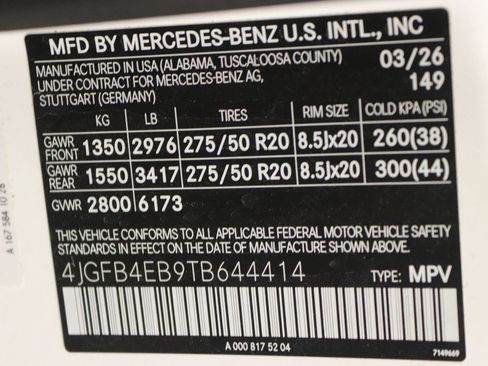 MFD BY MERCEDES-BENZ U.S. INTL., INC
MANUFACTURED IN USA (ALABAMA, TUSCALOOSA COUNTY) 03/26
UNDER CONTRACT FOR MERCEDES-BENZ AG, 149
STUTTGART (GERMANY)
KG LB TIRES RIM SIZE COLD KPA(PSI)
GAWR FRONT 1350 2976 275/50 R20 8.5Jx20 260(38)
GAWR REAR 1550 3417 275/50 R20 8.5Jx20 300(44)
GVWR 2800 6173
THIS VEHICLE CONFORMS TO ALL APPLICABLE FEDERAL MOTOR VEHICLE SAFETY
STANDARDS IN EFFECT ON THE DATE OF MANUFACTURE SHOWN ABOVE.
4JGFB4EB9TB644414 TYPE: MPV
A 000 817 52 04
7149669
A 167 584 10 26